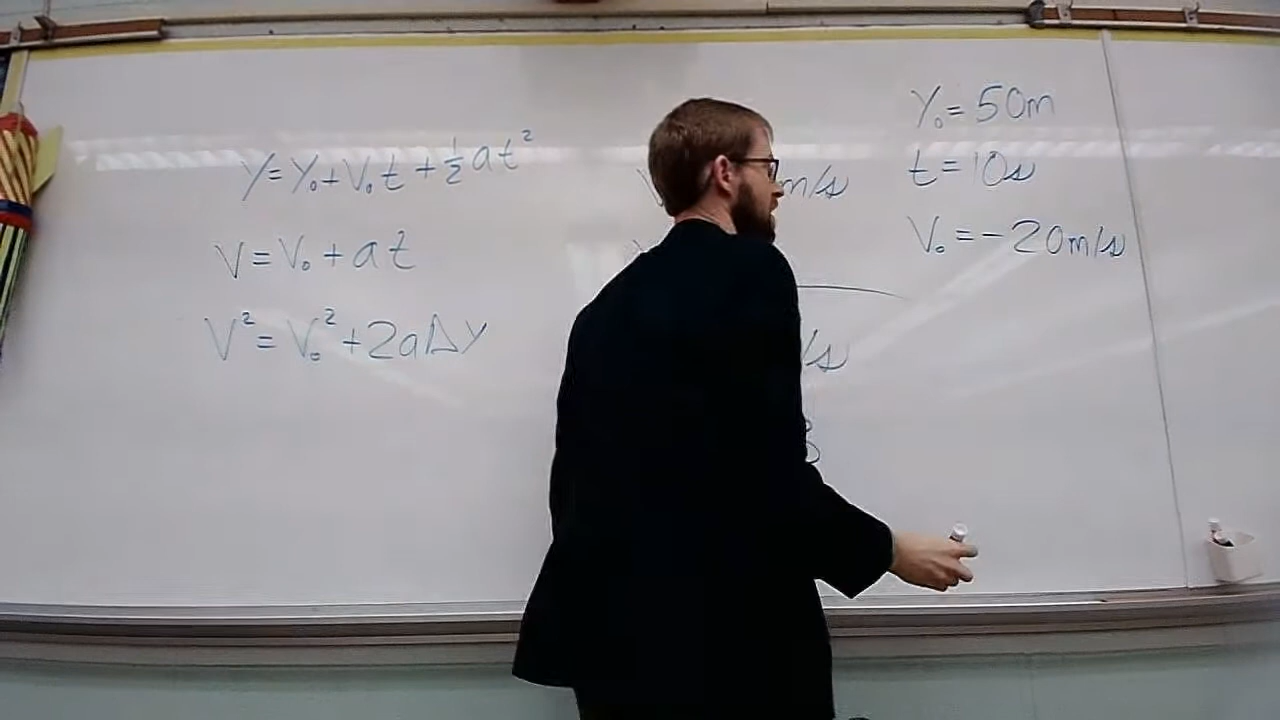 y = y₀ + v₀t + ½at²
v = v₀ + at
v² = v₀² + 2aΔy
m/s
/s
y₀ = 50m
t = 10s
v₀ = -20m/s